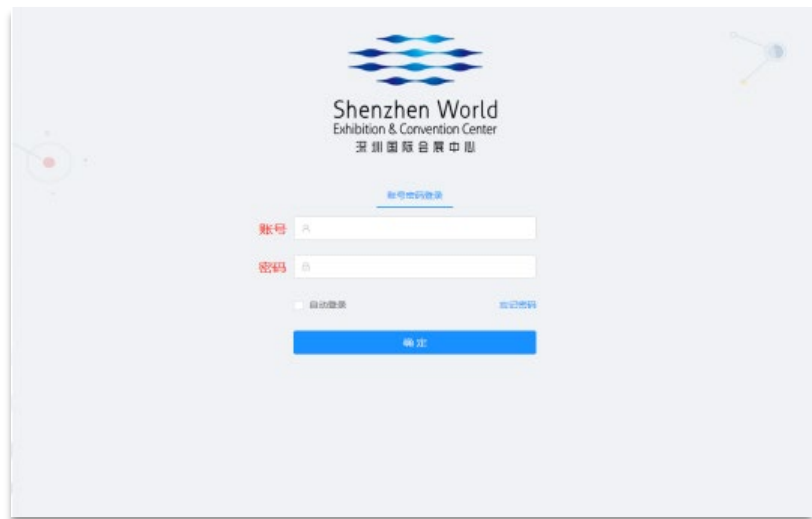 Shenzhen World
Exhibition & Convention Center
深圳国际会展中心
账号密码登录
账号
密码
自动登录 忘记密码
确定